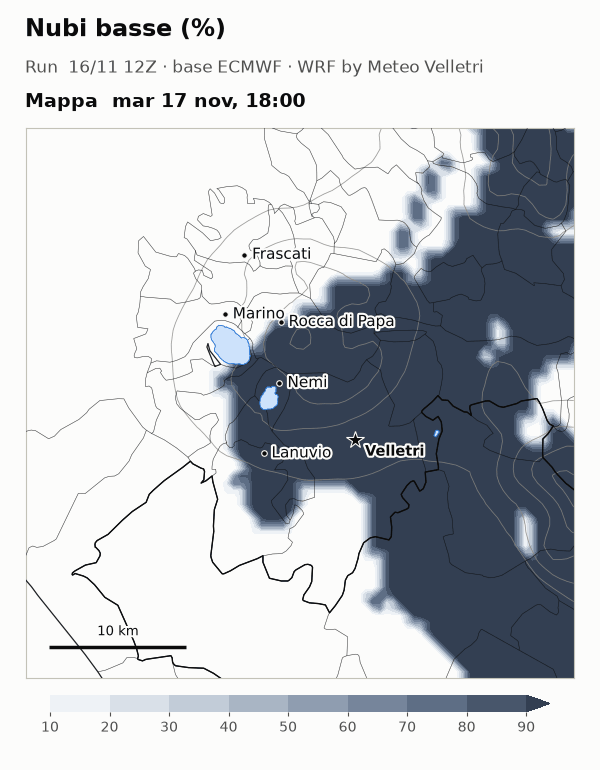 Nubi basse (%)
Run  16/11 12Z · base ECMWF · WRF by Meteo Velletri
Mappa  mar 17 nov, 18:00
Frascati
Marino
Rocca di Papa
Nemi
Velletri
Lanuvio
10 km
10 20 30 40 50 60 70 80 90